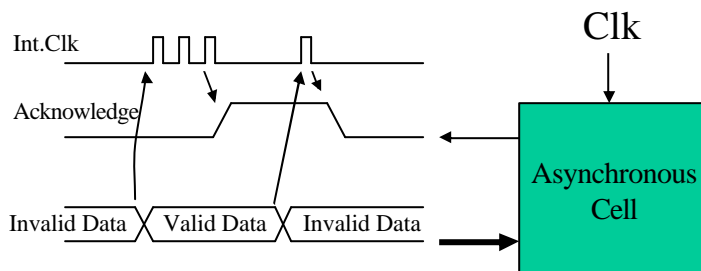 Int.Clk
Acknowledge
Invalid Data
Valid Data
Invalid Data
Clk
Asynchronous
Cell